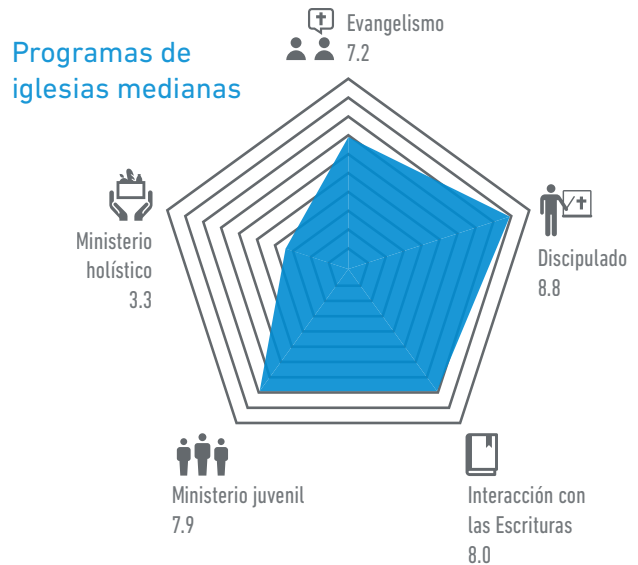 Programas de
iglesias medianas
Evangelismo
7.2
Discipulado
8.8
Interacción con
las Escrituras
8.0
Ministerio juvenil
7.9
Ministerio
holístico
3.3